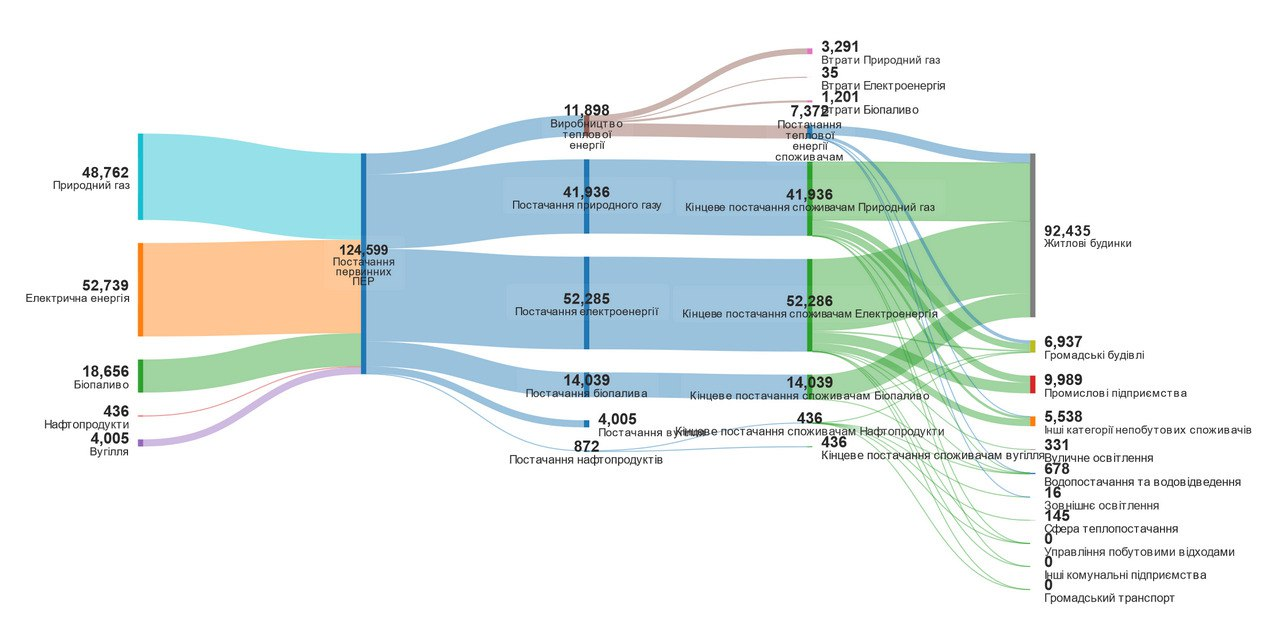 48,762
Природний газ
52,739
Електрична енергія
18,656
Біопаливо
436
Нафтопродукти
4,005
Вугілля
124,599
Постачання
первинних
ПЕР
11,898
Виробництво
теплової
енергії
41,936
Постачання природного газу
52,285
Постачання електроенергії
14,039
Постачання біопалива
4,005
Постачання вугілля
872
Постачання нафтопродуктів
3,291
Втрати Природний газ
35
Втрати Електроенергія
1,201
Втрати Біопаливо
7,372
Постачання
теплової
енергії
споживачам
41,936
Кінцеве постачання споживачам Природний газ
52,286
Кінцеве постачання споживачам Електроенергія
14,039
Кінцеве постачання споживачам Біопаливо
436
Кінцеве постачання споживачам Нафтопродукти
436
Кінцеве постачання споживачам вугілля
92,435
Житлові будинки
6,937
Громадські будівлі
9,989
Промислові підприємства
5,538
Інші категорії непобутових споживачів
331
Вуличне освітлення
678
Водопостачання та водовідведення
16
Зовнішнє освітлення
145
Сфера теплопостачання
0
Управління побутовими відходами
0
Інші комунальні підприємства
0
Громадський транспорт